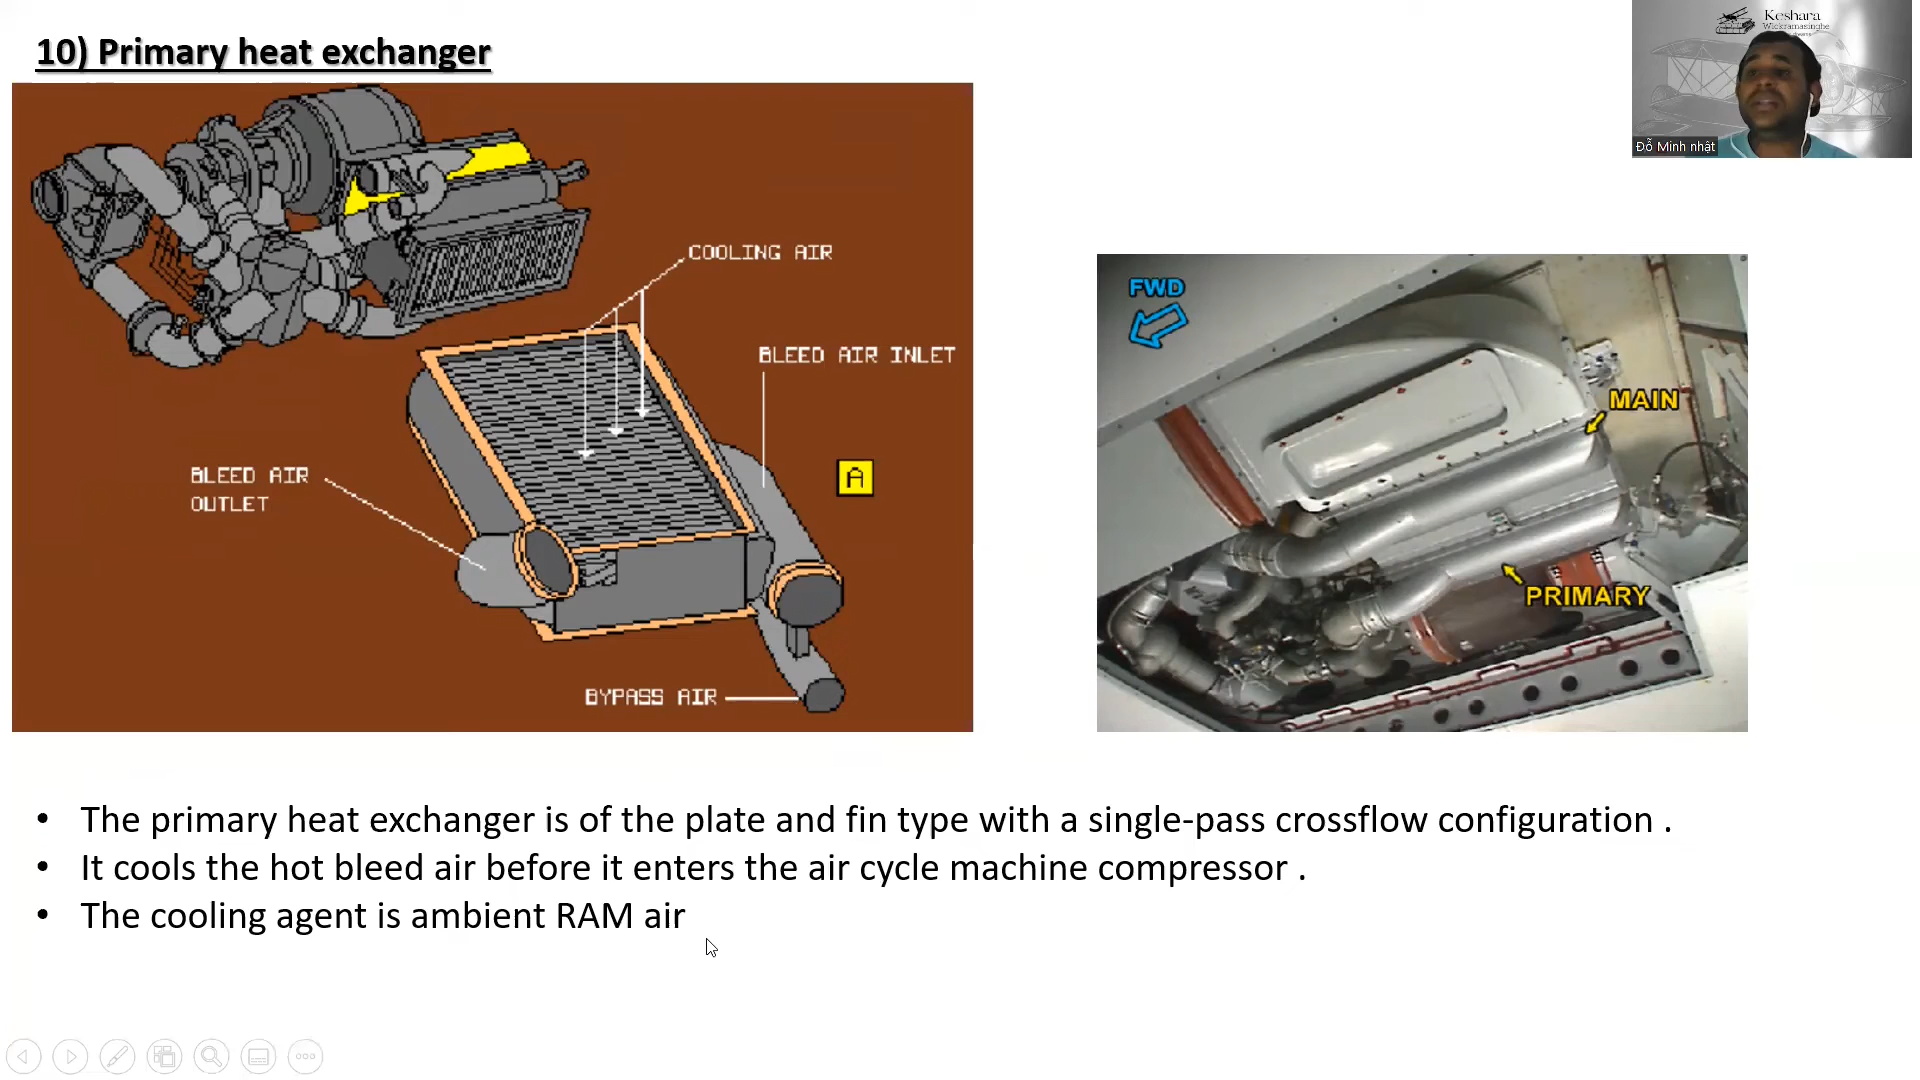 10) Primary heat exchanger
Keshara
Wickramasinghe
Đỗ Minh nhật
COOLING AIR
BLEED AIR INLET
BLEED AIR
OUTLET
A
BYPASS AIR
FWD
MAIN
PRIMARY
• The primary heat exchanger is of the plate and fin type with a single-pass crossflow configuration .
• It cools the hot bleed air before it enters the air cycle machine compressor .
• The cooling agent is ambient RAM air